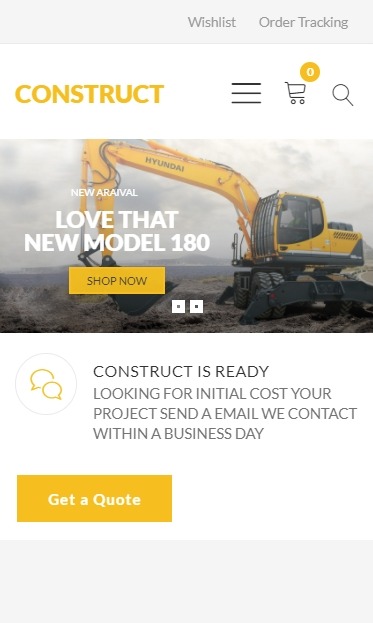 Wishlist Order Tracking
CONSTRUCT
0
HYUNDAI
NEW ARAIVAL
LOVE THAT
NEW MODEL 180
SHOP NOW
CONSTRUCT IS READY
LOOKING FOR INITIAL COST YOUR
PROJECT SEND A EMAIL WE CONTACT
WITHIN A BUSINESS DAY
Get a Quote